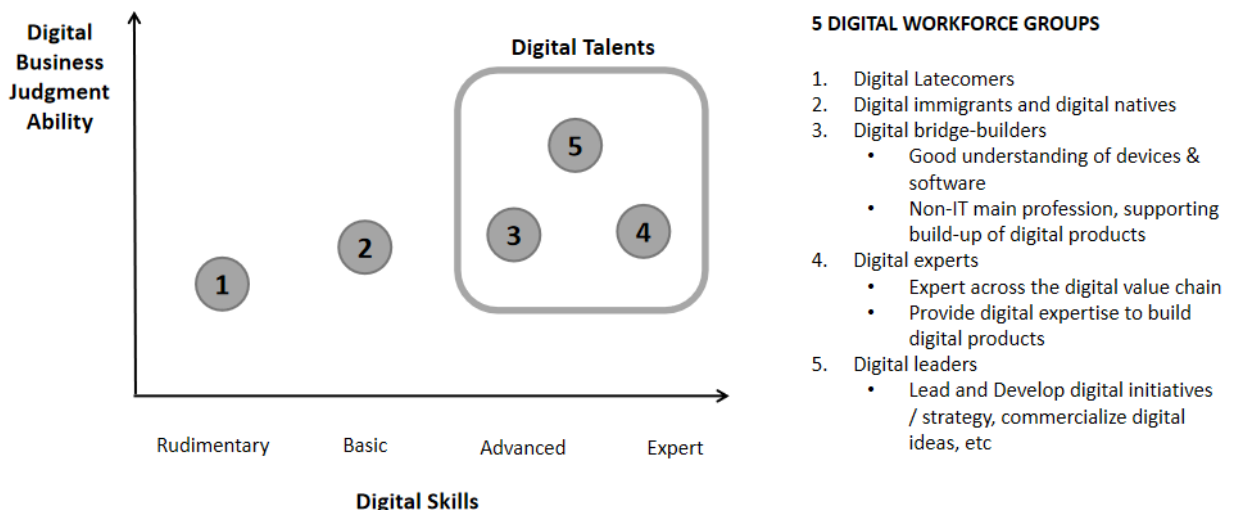 Digital
Business
Judgment
Ability
Digital Talents
5
3
4
2
1
Rudimentary
Basic
Advanced
Expert
Digital Skills
5 DIGITAL WORKFORCE GROUPS
1. Digital Latecomers
2. Digital immigrants and digital natives
3. Digital bridge-builders
• Good understanding of devices &
software
• Non-IT main profession, supporting
build-up of digital products
4. Digital experts
• Expert across the digital value chain
• Provide digital expertise to build
digital products
5. Digital leaders
• Lead and Develop digital initiatives
/ strategy, commercialize digital
ideas, etc